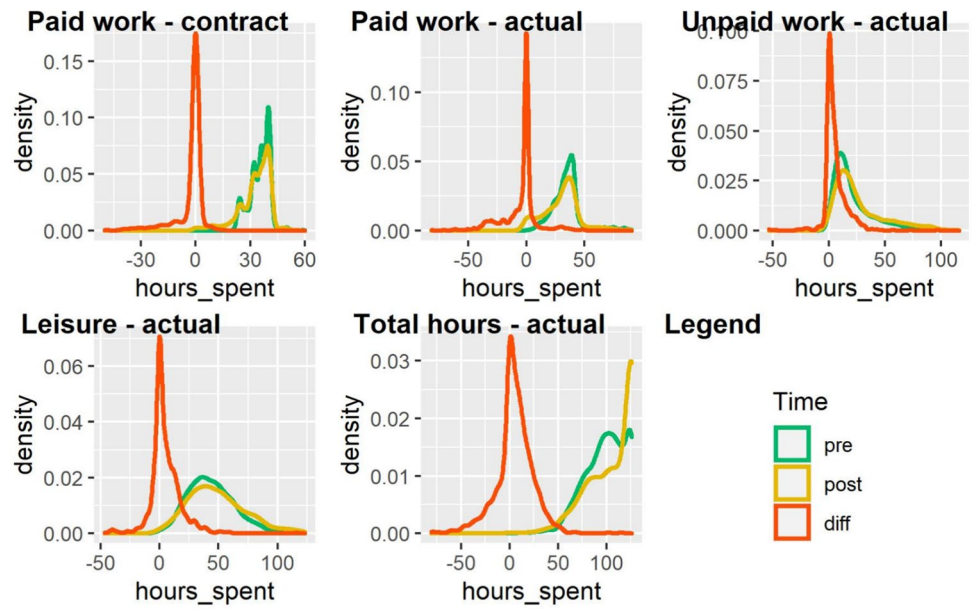 Paid work - contract
Paid work - actual
Unpaid work - actual
density
0.15
0.10
0.05
0.00
-30
0
30
60
hours_spent
density
0.10
0.05
0.00
-50
0
50
hours_spent
density
0.100
0.075
0.050
0.025
0.000
-50
0
50
100
hours_spent
Leisure - actual
Total hours - actual
Legend
density
0.06
0.04
0.02
0.00
-50
0
50
100
hours_spent
density
0.03
0.02
0.01
0.00
-50
0
50
100
hours_spent
Time
pre
post
diff